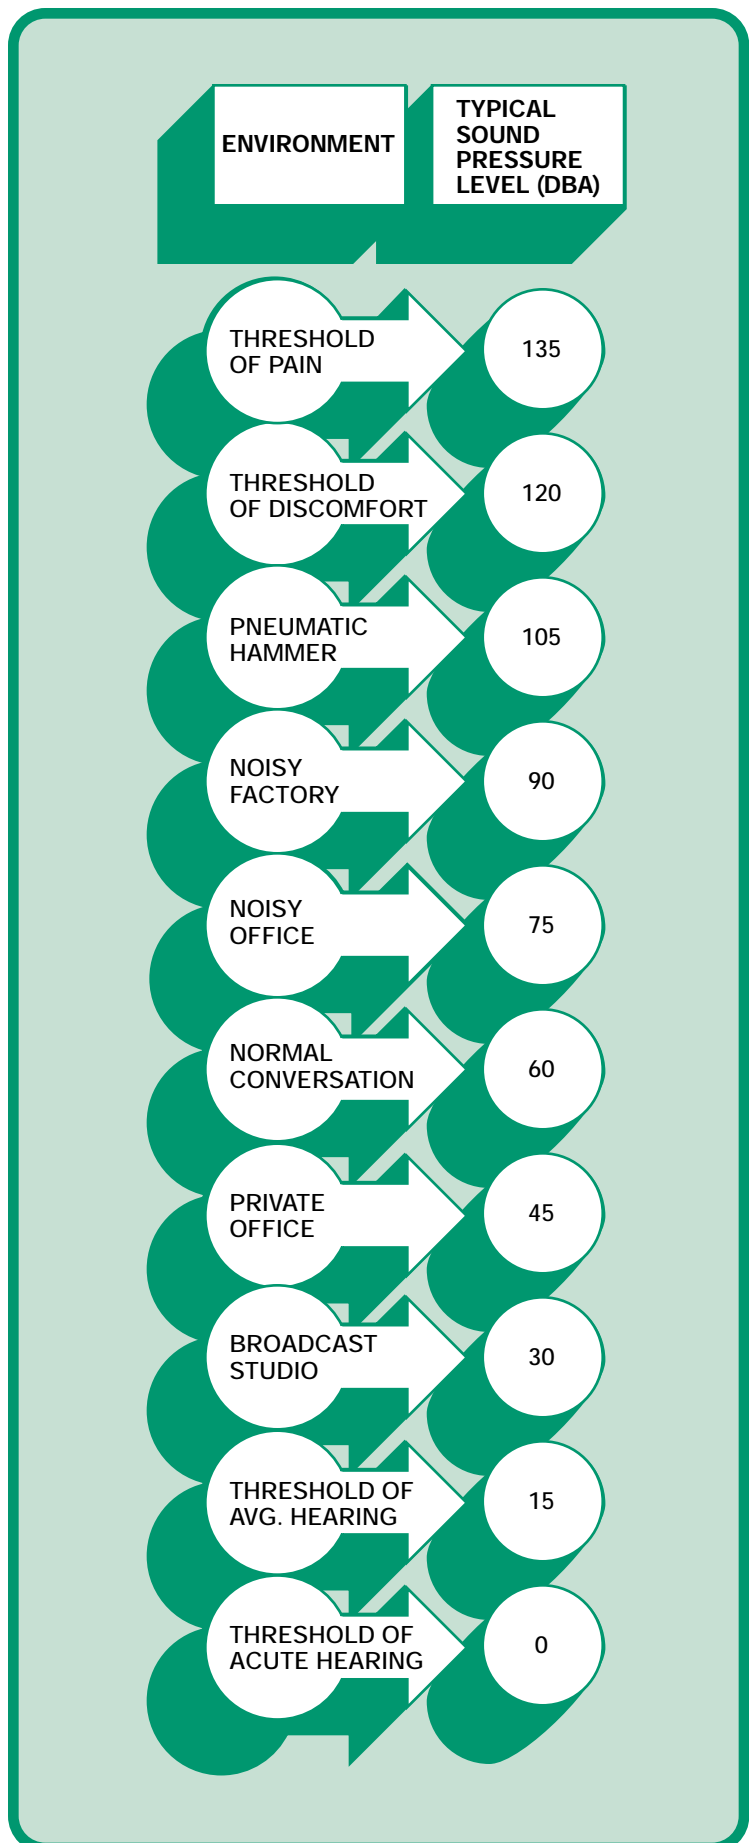 ENVIRONMENT
TYPICAL
SOUND
PRESSURE
LEVEL (DBA)
THRESHOLD
OF PAIN
135
THRESHOLD
OF DISCOMFORT
120
PNEUMATIC
HAMMER
105
NOISY
FACTORY
90
NOISY
OFFICE
75
NORMAL
CONVERSATION
60
PRIVATE
OFFICE
45
BROADCAST
STUDIO
30
THRESHOLD OF
AVG. HEARING
15
THRESHOLD OF
ACUTE HEARING
0